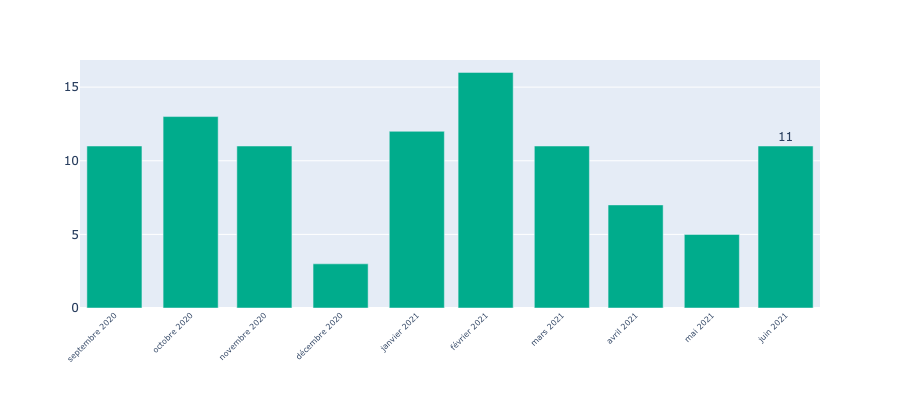 15
10
5
0
11
septembre 2020
octobre 2020
novembre 2020
décembre 2020
janvier 2021
février 2021
mars 2021
avril 2021
mai 2021
juin 2021